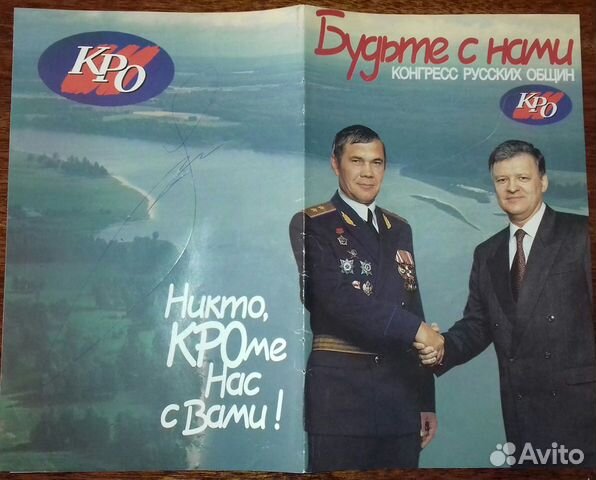 КРО
Никто,
КРОме
Нас
с Вами!
Будьте с нами
КОНГРЕСС РУССКИХ ОБЩИН
КРО
Avito